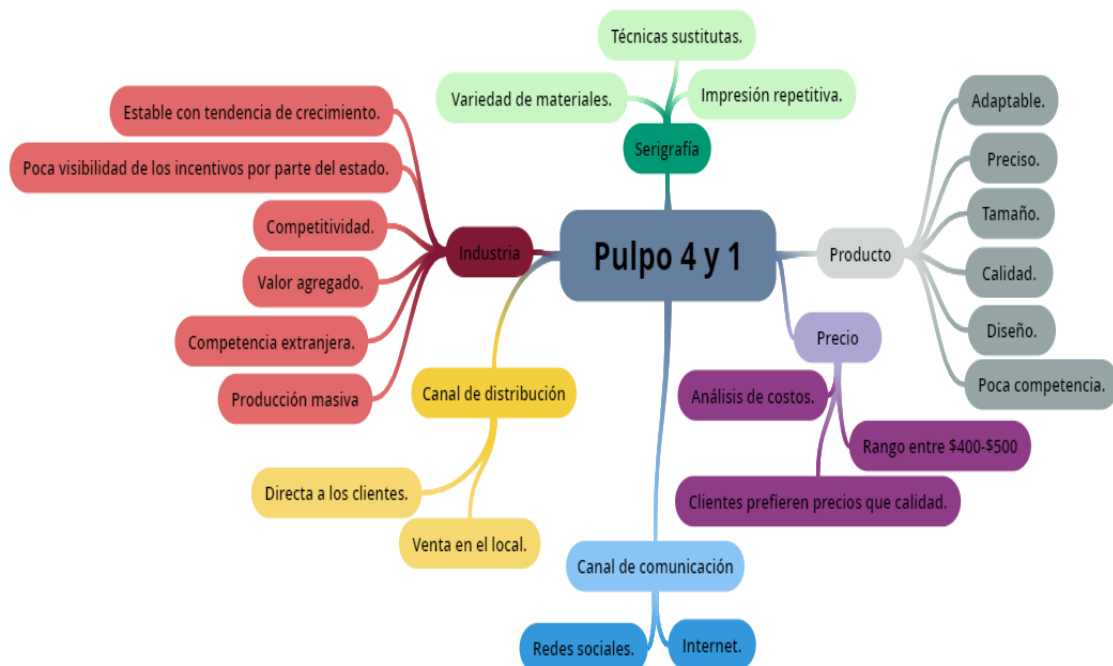 Técnicas sustitutas.
Variedad de materiales.
Impresión repetitiva.
Serigrafía
Pulpo 4 y 1
Industria
Estable con tendencia de crecimiento.
Poca visibilidad de los incentivos por parte del estado.
Competitividad.
Valor agregado.
Competencia extranjera.
Producción masiva
Producto
Adaptable.
Preciso.
Tamaño.
Calidad.
Diseño.
Poca competencia.
Precio
Análisis de costos.
Rango entre $400-$500
Clientes prefieren precios que calidad.
Canal de distribución
Directa a los clientes.
Venta en el local.
Canal de comunicación
Redes sociales.
Internet.